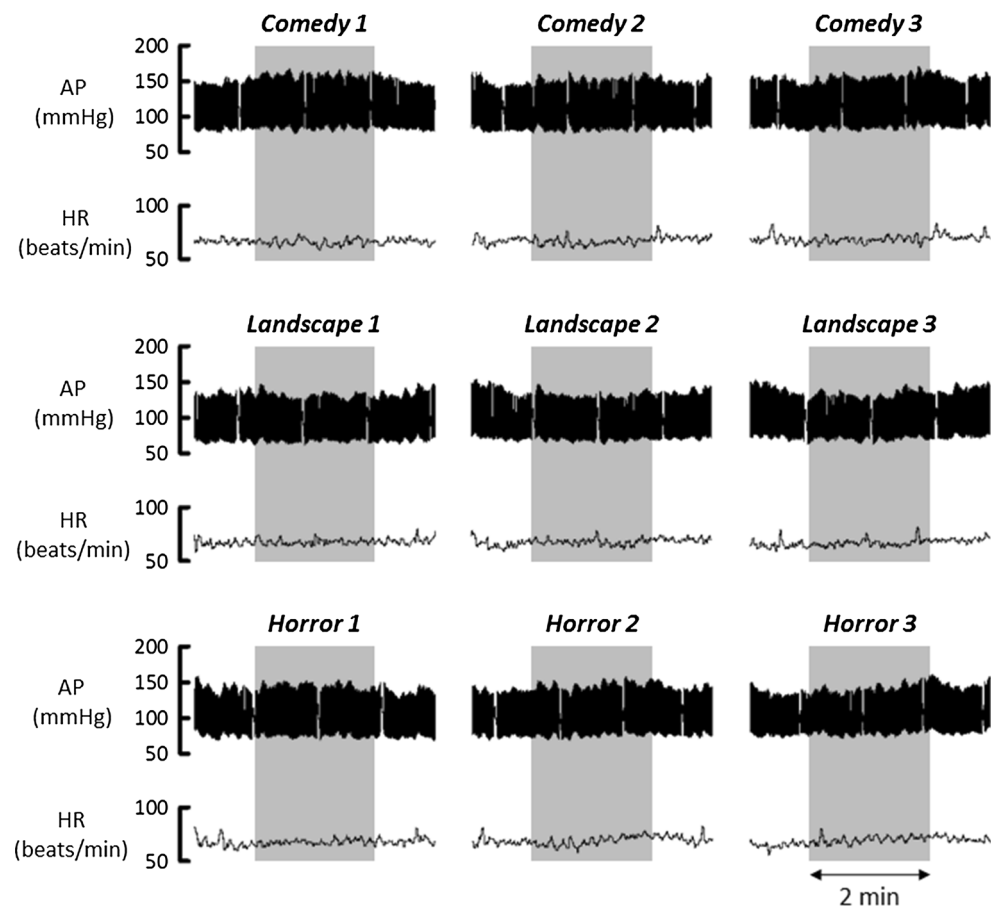 Comedy 1 Comedy 2 Comedy 3
200
AP 150
(mmHg) 100
50
HR 100
(beats/min) 50
Landscape 1 Landscape 2 Landscape 3
200
AP 150
(mmHg) 100
50
HR 100
(beats/min) 50
Horror 1 Horror 2 Horror 3
200
AP 150
(mmHg) 100
50
HR 100
(beats/min) 50
2 min